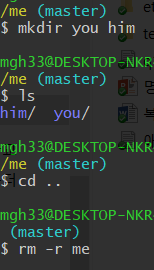 /me (master)
$ mkdir you him
mgh33@DESKTOP-NKR
/me (master)
$ ls
him/ you/
mgh33@DESKTOP-NKR
/me (master)
$ cd ..
mgh33@DESKTOP-NKR
(master)
$ rm -r me